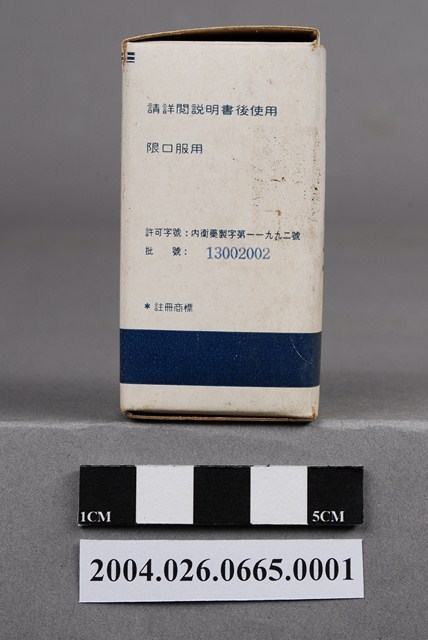 請詳閱說明書後使用
限口服用
許可字號：內衛藥製字第一一九九二號
批　號：13002002
* 註冊商標
1CM 5CM
2004.026.0665.0001